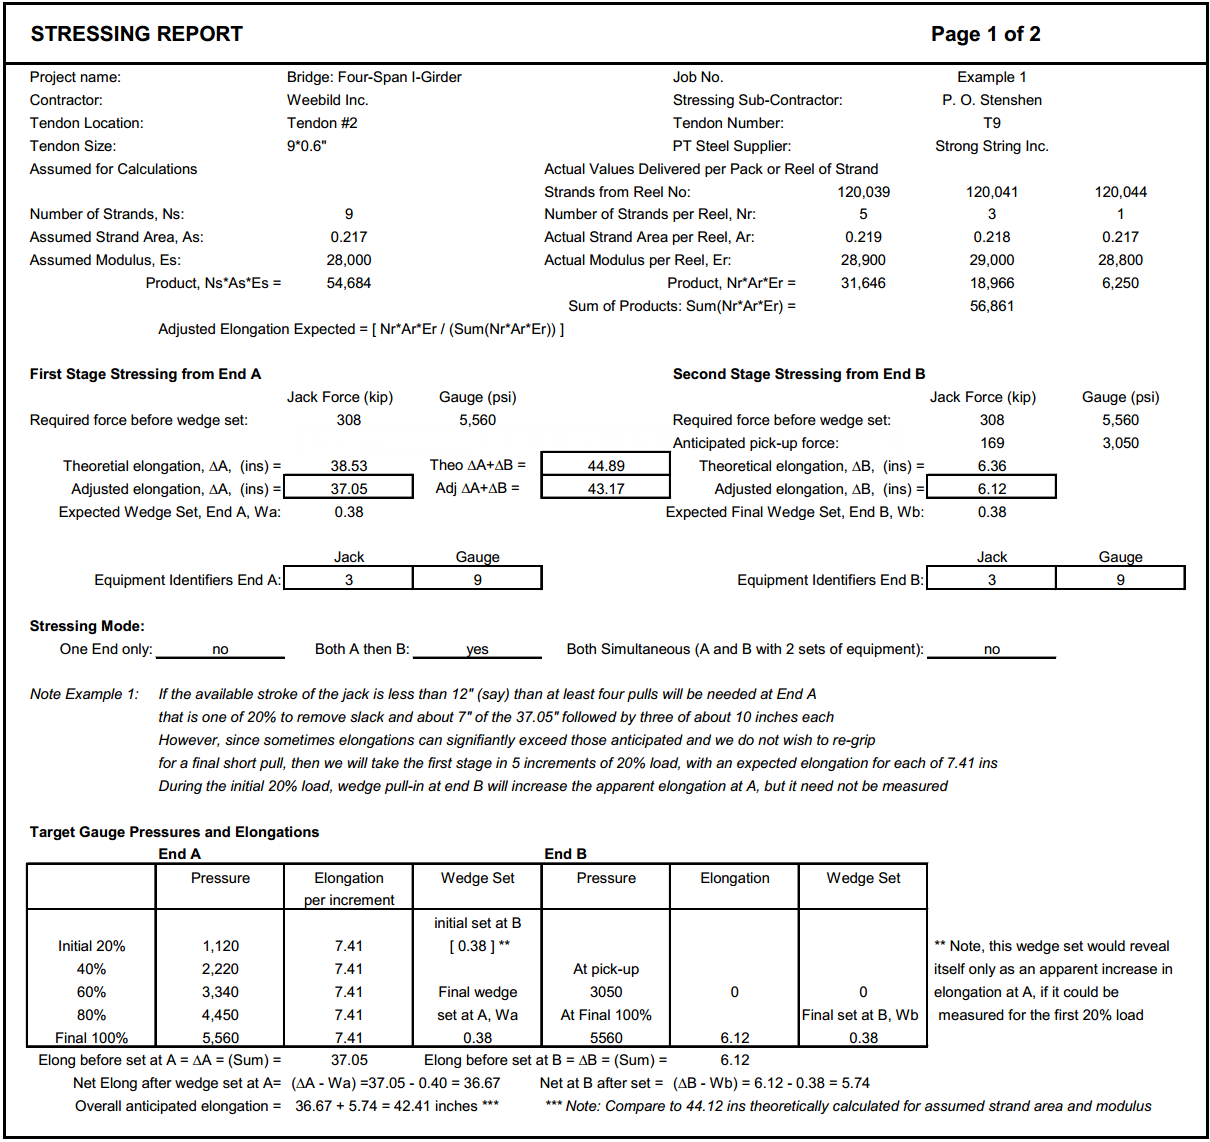 STRESSING REPORT Page 1 of 2
Project name: Bridge: Four-Span I-Girder Job No. Example 1
Contractor: Weebild Inc. Stressing Sub-Contractor: P. O. Stenshen
Tendon Location: Tendon #2 Tendon Number: T9
Tendon Size: 9*0.6" PT Steel Supplier: Strong String Inc.
Assumed for Calculations Actual Values Delivered per Pack or Reel of Strand
Strands from Reel No: 120,039 120,041 120,044
Number of Strands, Ns: 9 Number of Strands per Reel, Nr: 5 3 1
Assumed Strand Area, As: 0.217 Actual Strand Area per Reel, Ar: 0.219 0.218 0.217
Assumed Modulus, Es: 28,000 Actual Modulus per Reel, Er: 28,900 29,000 28,800
Product, Ns*As*Es = 54,684 Product, Nr*Ar*Er = 31,646 18,966 6,250
Sum of Products: Sum(Nr*Ar*Er) = 56,861
Adjusted Elongation Expected = [ Nr*Ar*Er / (Sum(Nr*Ar*Er)) ]
First Stage Stressing from End A Second Stage Stressing from End B
Jack Force (kip) Gauge (psi) Jack Force (kip) Gauge (psi)
Required force before wedge set: 308 5,560 Required force before wedge set: 308 5,560
Anticipated pick-up force: 169 3,050
Theoretial elongation, ΔA, (ins) = 38.53 Theo ΔA+ΔB = 44.89 Theoretical elongation, ΔB, (ins) = 6.36
Adjusted elongation, ΔA, (ins) = 37.05 Adj ΔA+ΔB = 43.17 Adjusted elongation, ΔB, (ins) = 6.12
Expected Wedge Set, End A, Wa: 0.38 Expected Final Wedge Set, End B, Wb: 0.38
Jack Gauge Jack Gauge
Equipment Identifiers End A: 3 9 Equipment Identifiers End B: 3 9
Stressing Mode:
One End only: no Both A then B: yes Both Simultaneous (A and B with 2 sets of equipment): no
Note Example 1: If the available stroke of the jack is less than 12" (say) than at least four pulls will be needed at End A
that is one of 20% to remove slack and about 7" of the 37.05" followed by three of about 10 inches each
However, since sometimes elongations can signifiantly exceed those anticipated and we do not wish to re-grip
for a final short pull, then we will take the first stage in 5 increments of 20% load, with an expected elongation for each of 7.41 ins
During the initial 20% load, wedge pull-in at end B will increase the apparent elongation at A, but it need not be measured
Target Gauge Pressures and Elongations
End A End B
Pressure Elongation Wedge Set Pressure Elongation Wedge Set
per increment
initial set at B
Initial 20% 1,120 7.41 [ 0.38 ] ** ** Note, this wedge set would reveal
40% 2,220 7.41 At pick-up itself only as an apparent increase in
60% 3,340 7.41 Final wedge 3050 0 0 elongation at A, if it could be
80% 4,450 7.41 set at A, Wa At Final 100% Final set at B, Wb measured for the first 20% load
Final 100% 5,560 7.41 0.38 5560 6.12 0.38
Elong before set at A = ΔA = (Sum) = 37.05 Elong before set at B = ΔB = (Sum) = 6.12
Net Elong after wedge set at A= (ΔA - Wa) =37.05 - 0.40 = 36.67 Net at B after set = (ΔB - Wb) = 6.12 - 0.38 = 5.74
Overall anticipated elongation = 36.67 + 5.74 = 42.41 inches *** *** Note: Compare to 44.12 ins theoretically calculated for assumed strand area and modulus